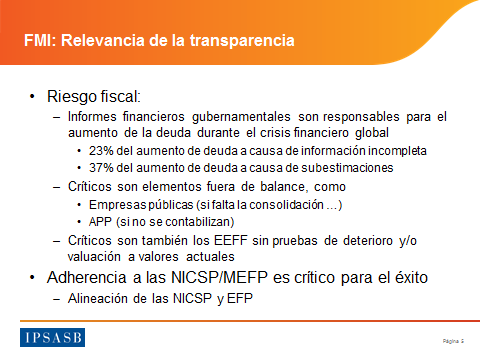 FMI: Relevancia de la transparencia
• Riesgo fiscal:
– Informes financieros gubernamentales son responsables para el
aumento de la deuda durante el crisis financiero global
• 23% del aumento de deuda a causa de información incompleta
• 37% del aumento de deuda a causa de subestimaciones
– Críticos son elementos fuera de balance, como
• Empresas públicas (si falta la consolidación ...)
• APP (si no se contabilizan)
– Críticos son también los EEFF sin pruebas de deterioro y/o
valuación a valores actuales
• Adherencia a las NICSP/MEFP es crítico para el éxito
– Alineación de las NICSP y EFP
IPSASB
Página 5